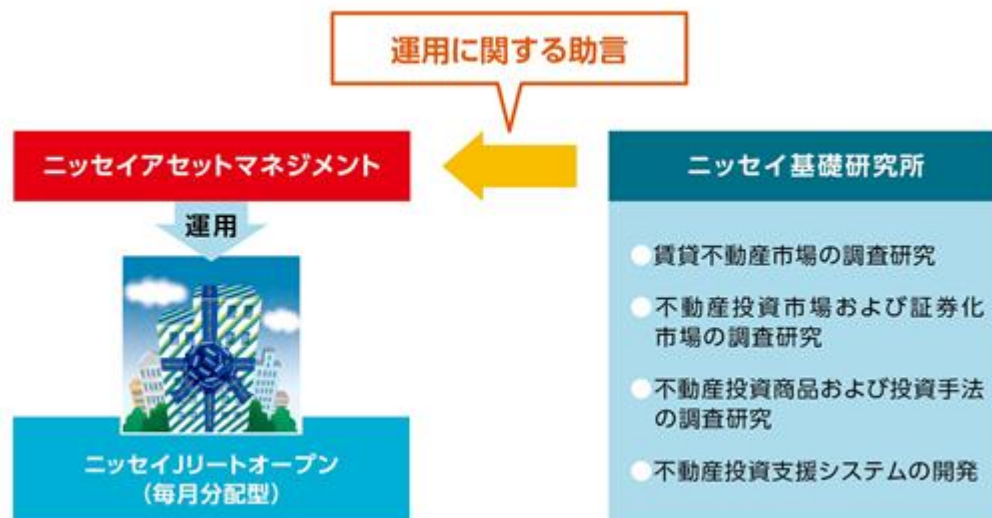 運用に関する助言
ニッセイアセットマネジメント
運用
ニッセイJリートオープン
(毎月分配型)
ニッセイ基礎研究所
賃貸不動産市場の調査研究
不動産投資市場および証券化
市場の調査研究
不動産投資商品および投資手法
の調査研究
不動産投資支援システムの開発